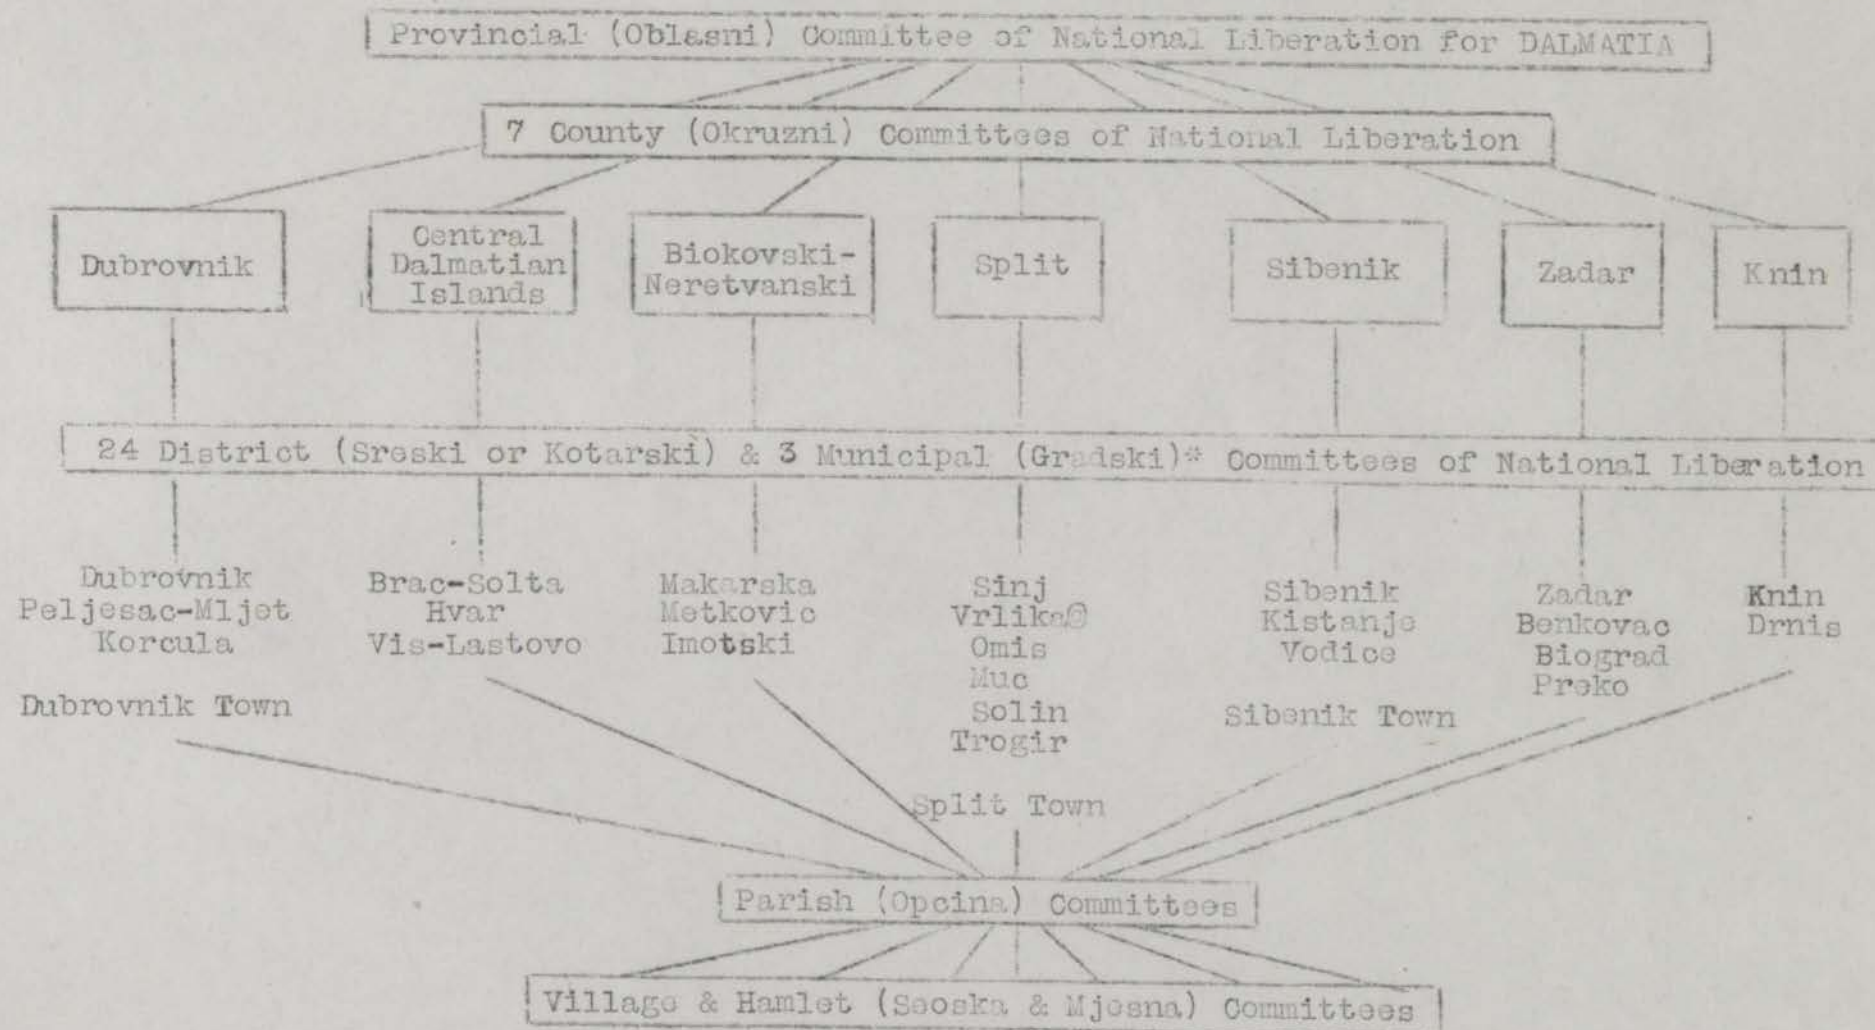 Provincial (Oblasni) Committee of National Liberation for DALMATIA
7 County (Okruzni) Committees of National Liberation
Dubrovnik
Central
Dalmatian
Islands
Biokovski-
Neretvanski
Split
Sibenik
Zadar
Knin
24 District (Sreski or Kotarski) & 3 Municipal (Gradski)* Committees of National Liberation
Dubrovnik
Peljesac-Mljet
Korcula
Dubrovnik Town
Brac-Solta
Hvar
Vis-Lastovo
Makarska
Metkovic
Imotski
Sinj
Vrlika@
Omis
Muc
Solin
Trogir
Split Town
Sibenik
Kistanje
Vodice
Sibenik Town
Zadar
Benkovac
Biograd
Preko
Knin
Drnis
Parish (Opcina) Committees
Village & Hamlet (Seoska & Mjesna) Committees